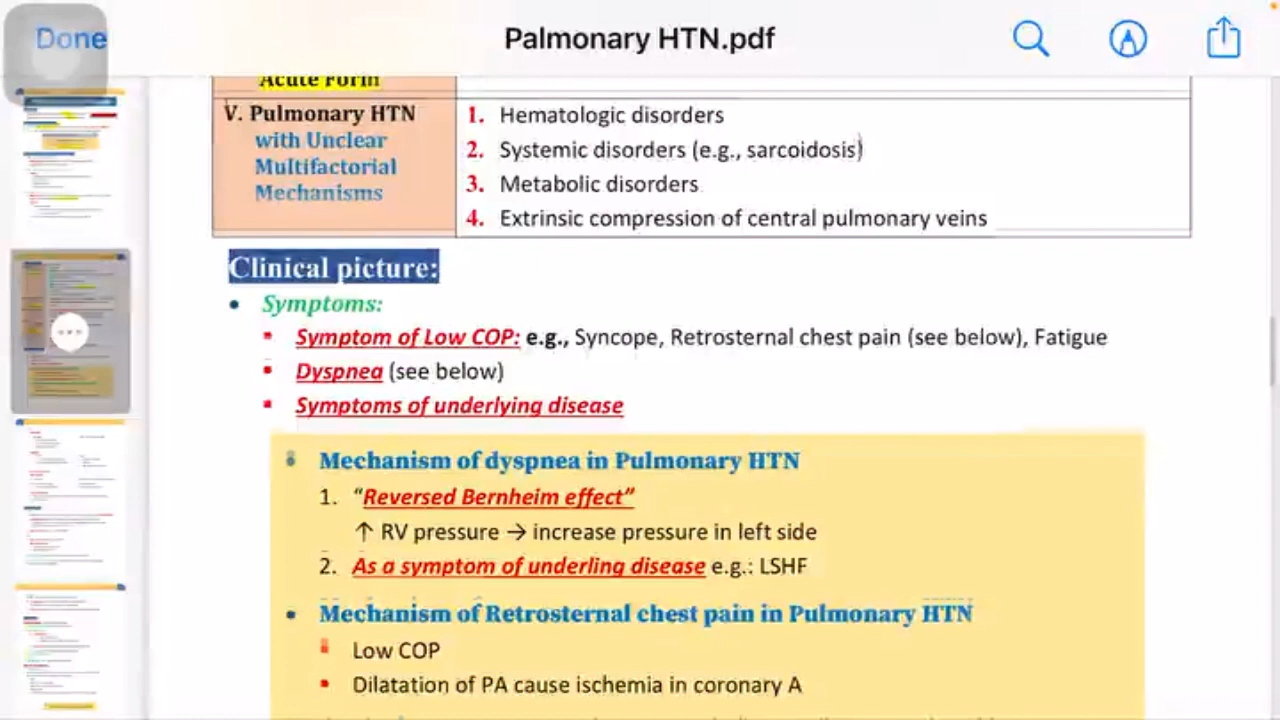 Done
Palmonary HTN.pdf
Acute Form
V. Pulmonary HTN
with Unclear
Multifactorial
Mechanisms
1. Hematologic disorders
2. Systemic disorders (e.g., sarcoidosis)
3. Metabolic disorders
4. Extrinsic compression of central pulmonary veins
Clinical picture:
• Symptoms:
▪ Symptom of Low COP: e.g., Syncope, Retrosternal chest pain (see below), Fatigue
▪ Dyspnea (see below)
▪ Symptoms of underlying disease
• Mechanism of dyspnea in Pulmonary HTN
1. “Reversed Bernheim effect”
↑ RV pressure → increase pressure in left side
2. As a symptom of underling disease e.g.: LSHF
• Mechanism of Retrosternal chest pain in Pulmonary HTN
▪ Low COP
▪ Dilatation of PA cause ischemia in coronary A